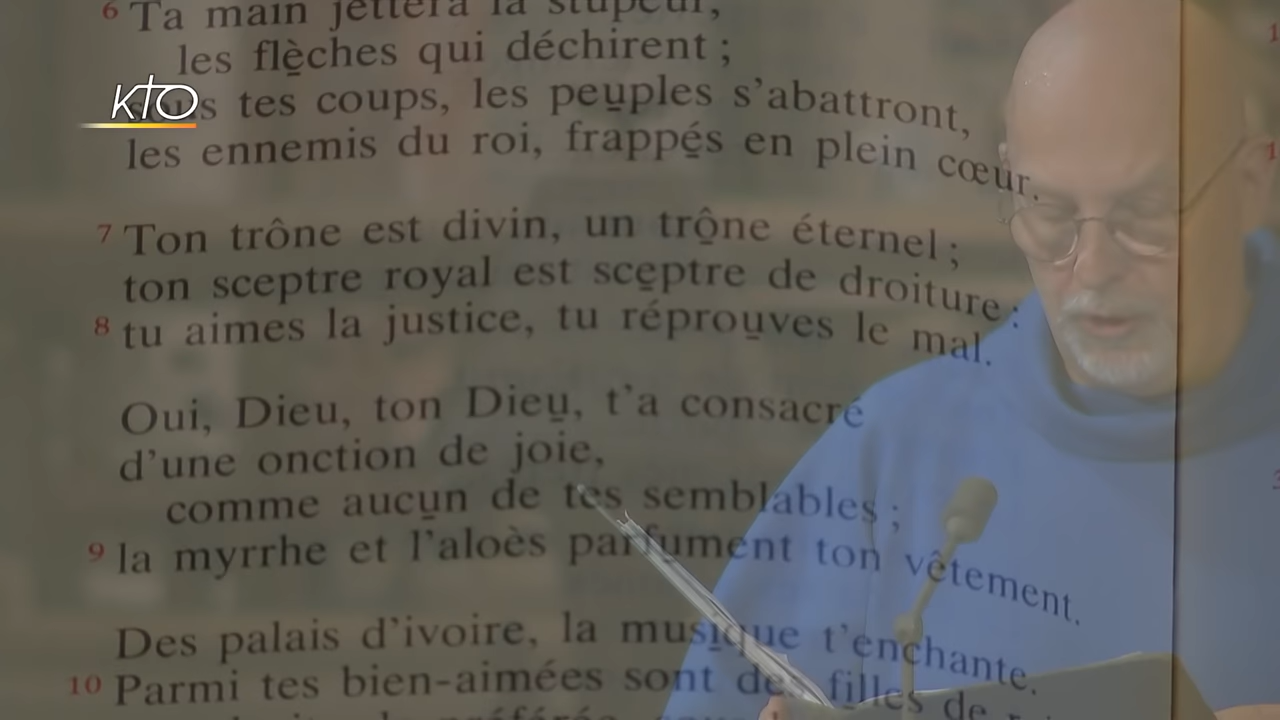 6 Ta main jettera la stupeur,
les flèches qui déchirent ;
kto
tes coups, les peuples s'abattront,
les ennemis du roi, frappés en plein cœur.
7 Ton trône est divin, un trône éternel ;
ton sceptre royal est sceptre de droiture :
8 tu aimes la justice, tu réprouves le mal.
Oui, Dieu, ton Dieu, t'a consacré
d'une onction de joie,
comme aucun de tes semblables ;
9 la myrrhe et l'aloès parfument ton vêtement.
Des palais d'ivoire, la musique t'enchante.
10 Parmi tes bien-aimées sont des filles de